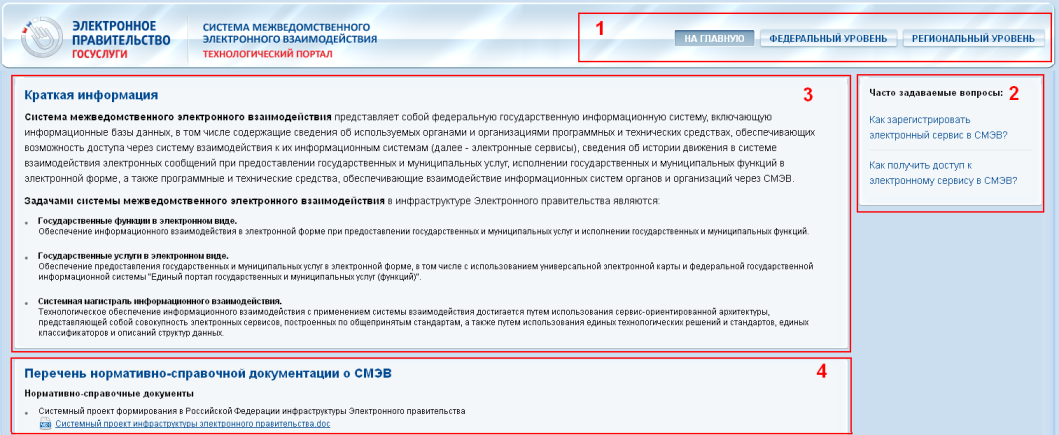 ЭЛЕКТРОННОЕ
ПРАВИТЕЛЬСТВО
ГОСУСЛУГИ
СИСТЕМА МЕЖВЕДОМСТВЕННОГО
ЭЛЕКТРОННОГО ВЗАИМОДЕЙСТВИЯ
ТЕХНОЛОГИЧЕСКИЙ ПОРТАЛ
1
НА ГЛАВНУЮ ФЕДЕРАЛЬНЫЙ УРОВЕНЬ РЕГИОНАЛЬНЫЙ УРОВЕНЬ
Краткая информация 3
Система межведомственного электронного взаимодействия представляет собой федеральную государственную информационную систему, включающую
информационные базы данных, в том числе содержащие сведения об используемых органами и организациями программных и технических средствах, обеспечивающих
возможность доступа через систему взаимодействия к их информационным системам (далее - электронные сервисы), сведения об истории движения в системе
взаимодействия электронных сообщений при предоставлении государственных и муниципальных услуг, исполнении государственных и муниципальных функций в
электронной форме, а также программные и технические средства, обеспечивающие взаимодействие информационных систем органов и организаций через СМЭВ.
Задачами системы межведомственного электронного взаимодействия в инфраструктуре Электронного правительства являются:
Государственные функции в электронном виде.
Обеспечение информационного взаимодействия в электронной форме при предоставлении государственных и муниципальных услуг и исполнении государственных и муниципальных функций.
Государственные услуги в электронном виде.
Обеспечение предоставления государственных и муниципальных услуг в электронной форме, в том числе с использованием универсальной электронной карты и федеральной государственной
информационной системы "Единый портал государственных и муниципальных услуг (функций)".
Системная магистраль информационного взаимодействия.
Технологическое обеспечение информационного взаимодействия с применением системы взаимодействия достигается путем использования сервис-ориентированной архитектуры,
представляющей собой совокупность электронных сервисов, построенных по общепринятым стандартам, а также путем использования единых технологических решений и стандартов, единых
классификаторов и описаний структур данных.
Часто задаваемые вопросы: 2
Как зарегистрировать
электронный сервис в СМЭВ?
Как получить доступ к
электронному сервису в СМЭВ?
Перечень нормативно-справочной документации о СМЭВ 4
Нормативно-справочные документы
Системный проект формирования в Российской Федерации инфраструктуры Электронного правительства
Системный проект инфраструктуры электронного правительства.doc